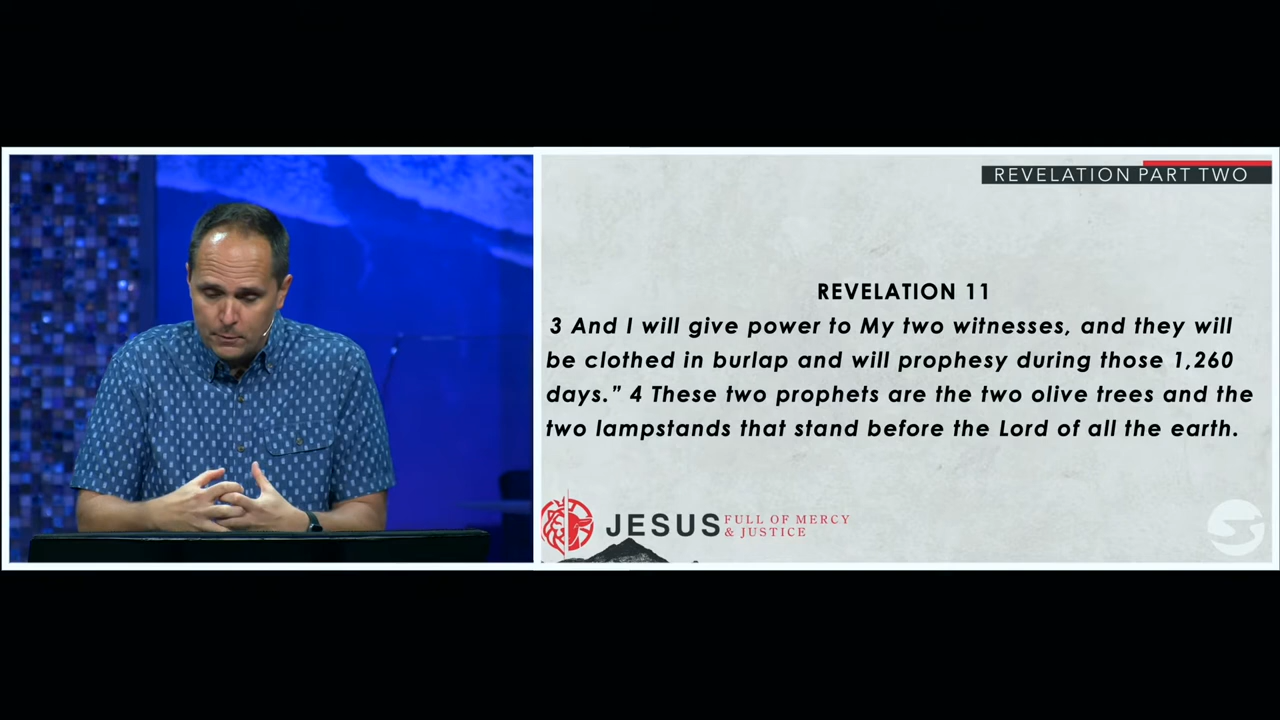 REVELATION PART TWO
REVELATION 11
3 And I will give power to My two witnesses, and they will
be clothed in burlap and will prophesy during those 1,260
days.” 4 These two prophets are the two olive trees and the
two lampstands that stand before the Lord of all the earth.
JESUS FULL OF MERCY
& JUSTICE